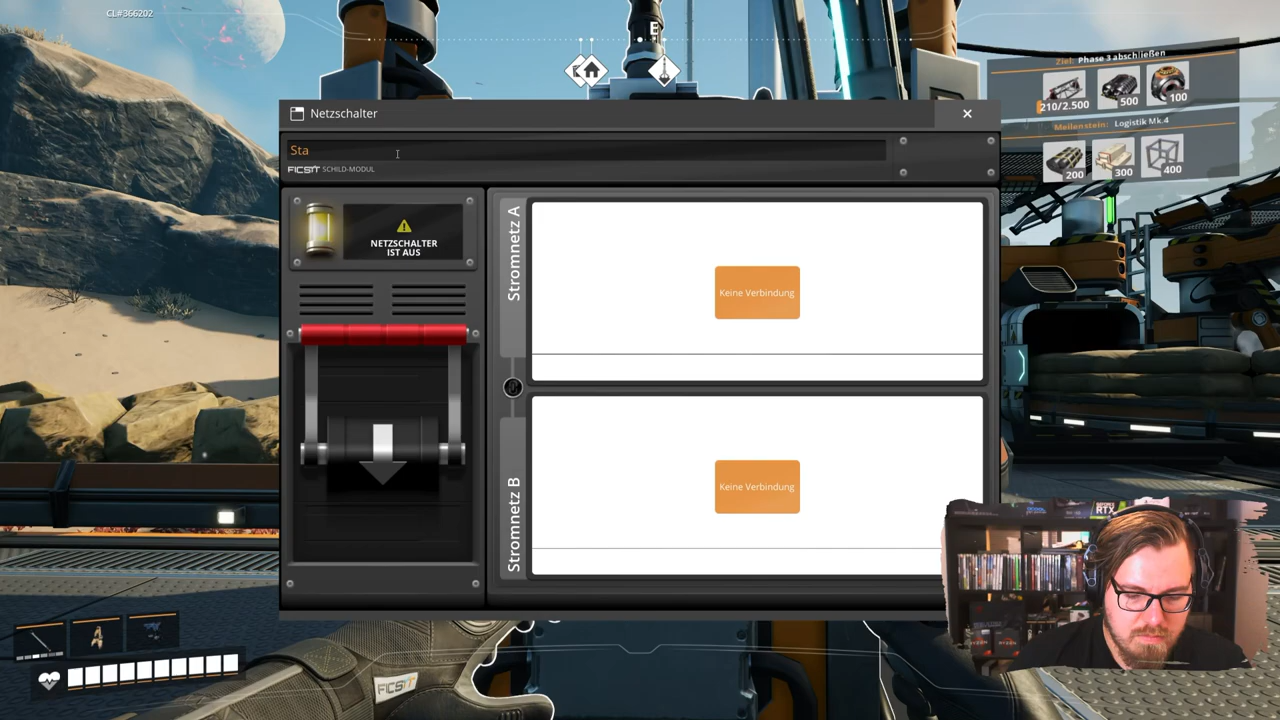 CL#366202
E
Ziel: Phase 3 abschließen
210/2.500
500
100
Meilenstein: Logistik Mk.4
200
300
400
Netzschalter
Sta
FICSIT SCHILD-MODUL
NETZSCHALTER
IST AUS
Stromnetz A
Keine Verbindung
Stromnetz B
Keine Verbindung
FICSIT
RTX